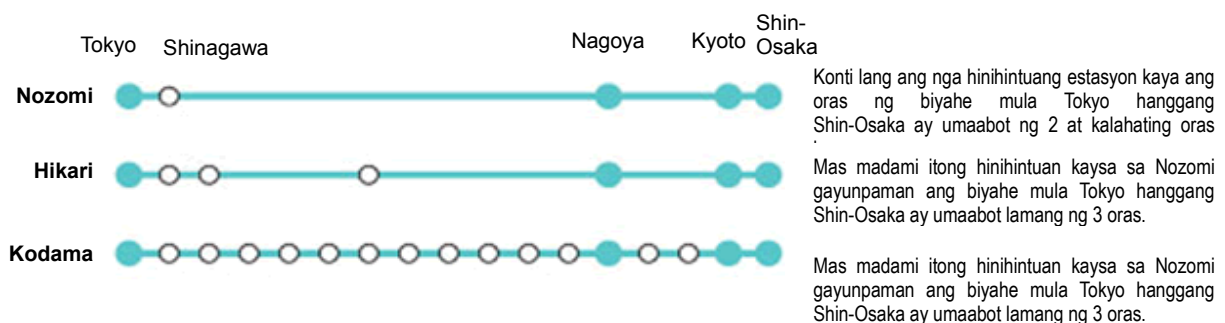 Tokyo Shinagawa Nagoya Kyoto Shin-
Osaka
Nozomi
Konti lang ang nga hinihintuang estasyon kaya ang
oras ng biyahe mula Tokyo hanggang
Shin-Osaka ay umaabot ng 2 at kalahating oras
.
Hikari
Mas madami itong hinihintuan kaysa sa Nozomi
gayunpaman ang biyahe mula Tokyo hanggang
Shin-Osaka ay umaabot lamang ng 3 oras.
Kodama
Mas madami itong hinihintuan kaysa sa Nozomi
gayunpaman ang biyahe mula Tokyo hanggang
Shin-Osaka ay umaabot lamang ng 3 oras.